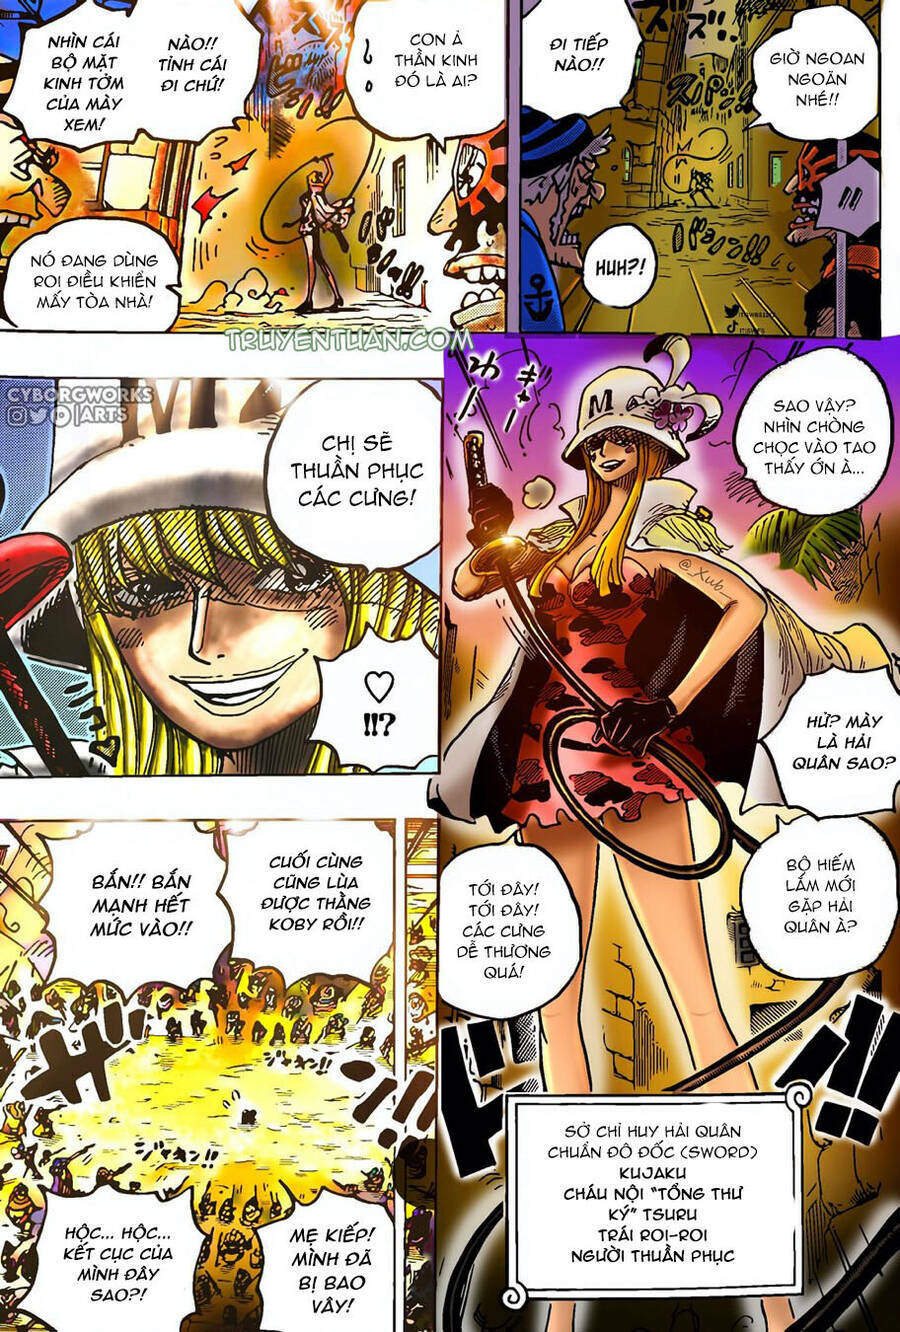 GIỜ NGOAN
NGOÃN
NHÉ!!
ĐI TIẾP
NÀO!!
HUH?!
CON Ả
THẦN KINH
ĐÓ LÀ AI?
NÀO!!
TỈNH CÁI
ĐI CHỨ!
NHÌN CÁI
BỘ MẶT
KINH TỞM
CỦA MÀY
XEM!
NÓ ĐANG DÙNG
ROI ĐIỀU KHIỂN
MẤY TÒA NHÀ!
TRUYENTUAN.COM
SAO VẬY?
NHÌN CHÒNG
CHỌC VÀO TAO
THẤY ỚN À...
M
@_Xub_
HỬ? MÀY
LÀ HẢI
QUÂN SAO?
BỘ HIẾM
LẮM MỚI
GẶP HẢI
QUÂN À?
TỚI ĐÂY!
TỚI ĐÂY!
CÁC CƯNG
DỄ THƯƠNG
QUÁ!
SỞ CHỈ HUY HẢI QUÂN
CHUẨN ĐÔ ĐỐC (SWORD)
KUJAKU
CHÁU NỘI “TỔNG THƯ
KÝ” TSURU
TRÁI ROI-ROI
NGƯỜI THUẦN PHỤC
CYBORGWORKS
|ARTS
CHỊ SẼ
THUẦN PHỤC
CÁC CƯNG!
♡
!!?
CUỐI CÙNG
CŨNG LÙA
ĐƯỢC THẰNG
KOBY RỒI!!
BẮN!! BẮN
MẠNH HẾT
MỨC VÀO!!
MẸ KIẾP!
MÌNH ĐÃ
BỊ BAO
VÂY!
HỘC... HỘC...
KẾT CỤC CỦA
MÌNH ĐÂY
SAO?!